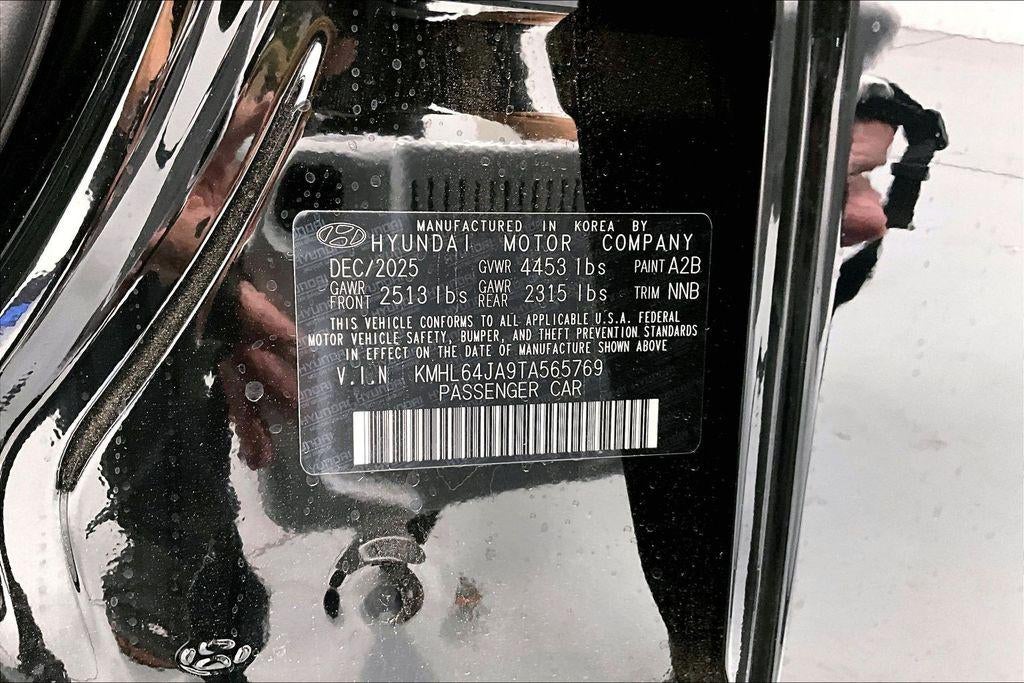 MANUFACTURED IN KOREA BY
HYUNDAI MOTOR COMPANY
DEC/2025 GVWR 4453 lbs PAINT A2B
GAWR FRONT 2513 lbs GAWR REAR 2315 lbs TRIM NNB
THIS VEHICLE CONFORMS TO ALL APPLICABLE U.S.A. FEDERAL
MOTOR VEHICLE SAFETY, BUMPER, AND THEFT PREVENTION STANDARDS
IN EFFECT ON THE DATE OF MANUFACTURE SHOWN ABOVE
V.I.N KMHL64JA9TA565769
PASSENGER CAR